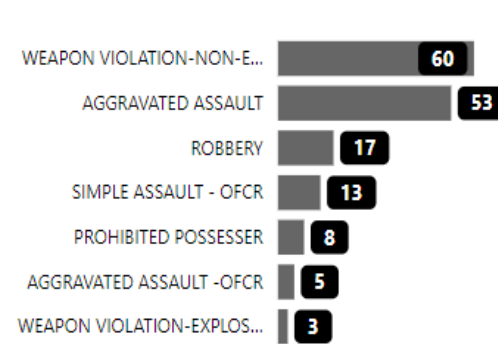 WEAPON VIOLATION-NON-E... 60
AGGRAVATED ASSAULT 53
ROBBERY 17
SIMPLE ASSAULT - OFCR 13
PROHIBITED POSSESSER 8
AGGRAVATED ASSAULT -OFCR 5
WEAPON VIOLATION-EXPLOS... 3